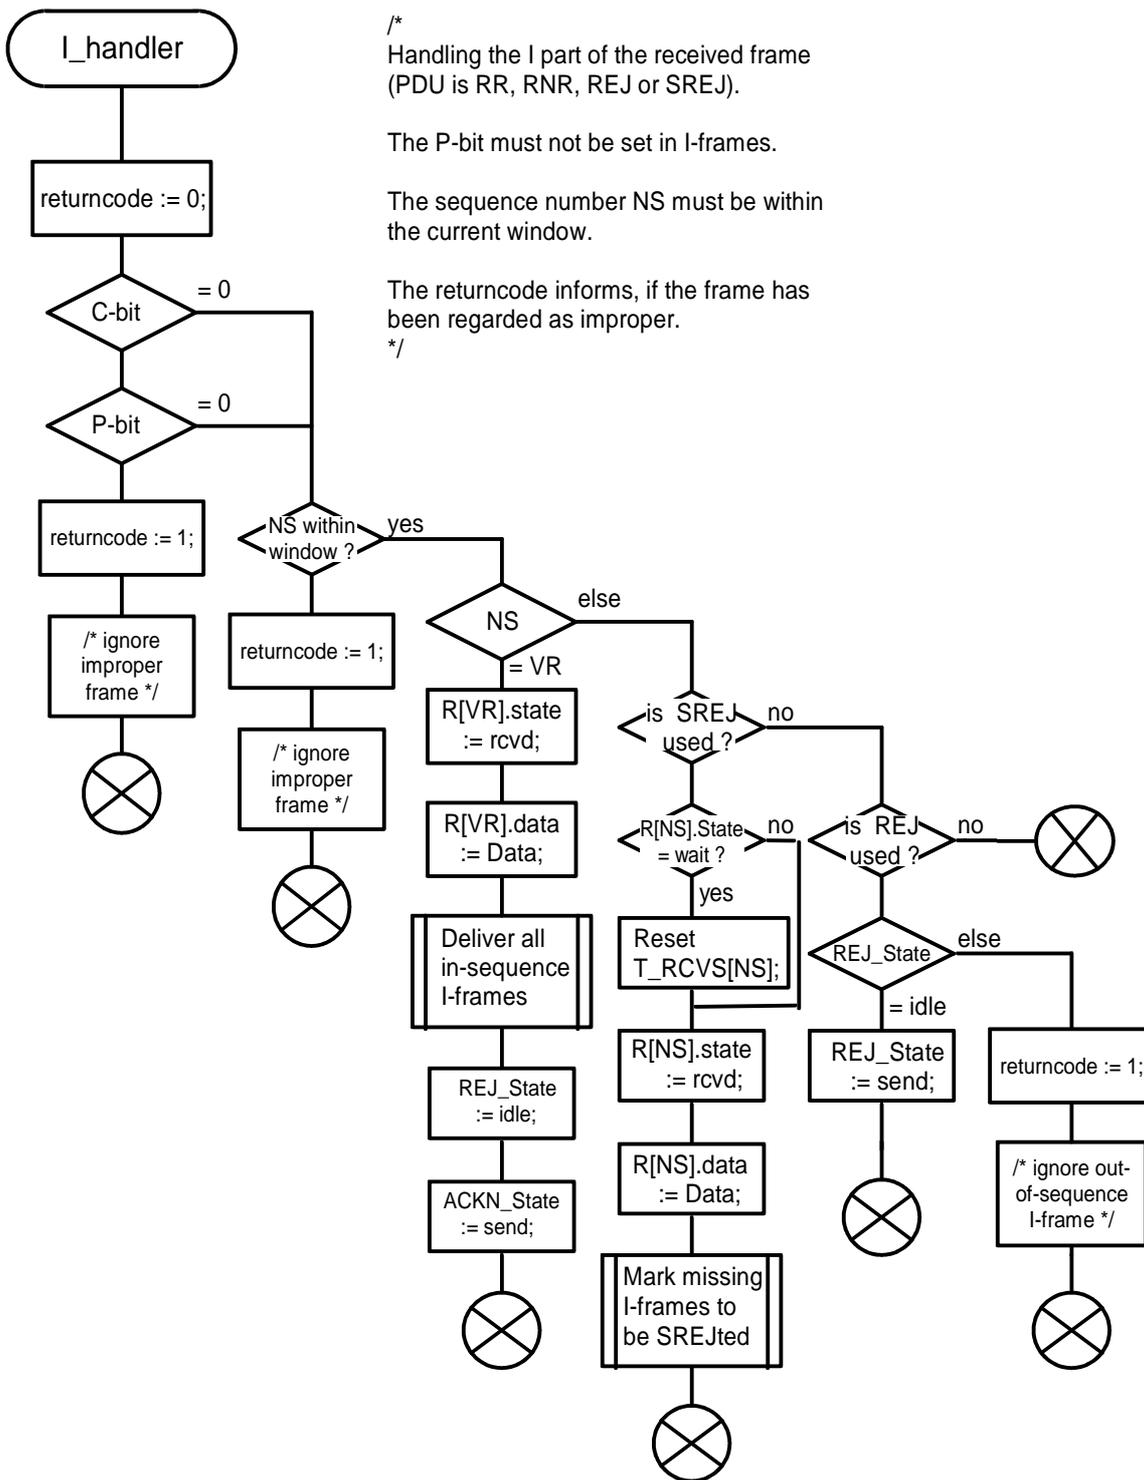 I_handler
/*
Handling the I part of the received frame
(PDU is RR, RNR, REJ or SREJ).
The P-bit must not be set in I-frames.
The sequence number NS must be within
the current window.
The returncode informs, if the frame has
been regarded as improper.
*/
returncode := 0;
C-bit
= 0
P-bit
= 0
returncode := 1;
/* ignore
improper
frame */
NS within
window ?
yes
returncode := 1;
/* ignore
improper
frame */
NS
else
= VR
R[VR].state
:= rcvd;
R[VR].data
:= Data;
Deliver all
in-sequence
I-frames
REJ_State
:= idle;
ACKN_State
:= send;
is SREJ
used ?
no
R[NS].State
= wait ?
no
yes
Reset
T_RCVS[NS];
R[NS].state
:= rcvd;
R[NS].data
:= Data;
Mark missing
I-frames to
be SREJted
is REJ
used ?
no
REJ_State
else
= idle
REJ_State
:= send;
returncode := 1;
/* ignore out-
of-sequence
I-frame */